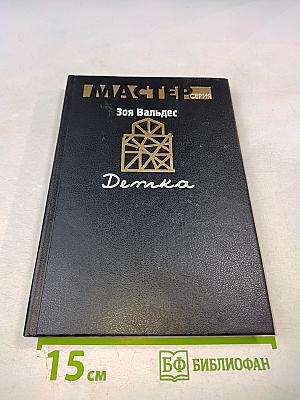 МАСТЕР
СЕРИЯ
Зоя Вальдес
Детка
15 см
БФ БИБЛИОФАН